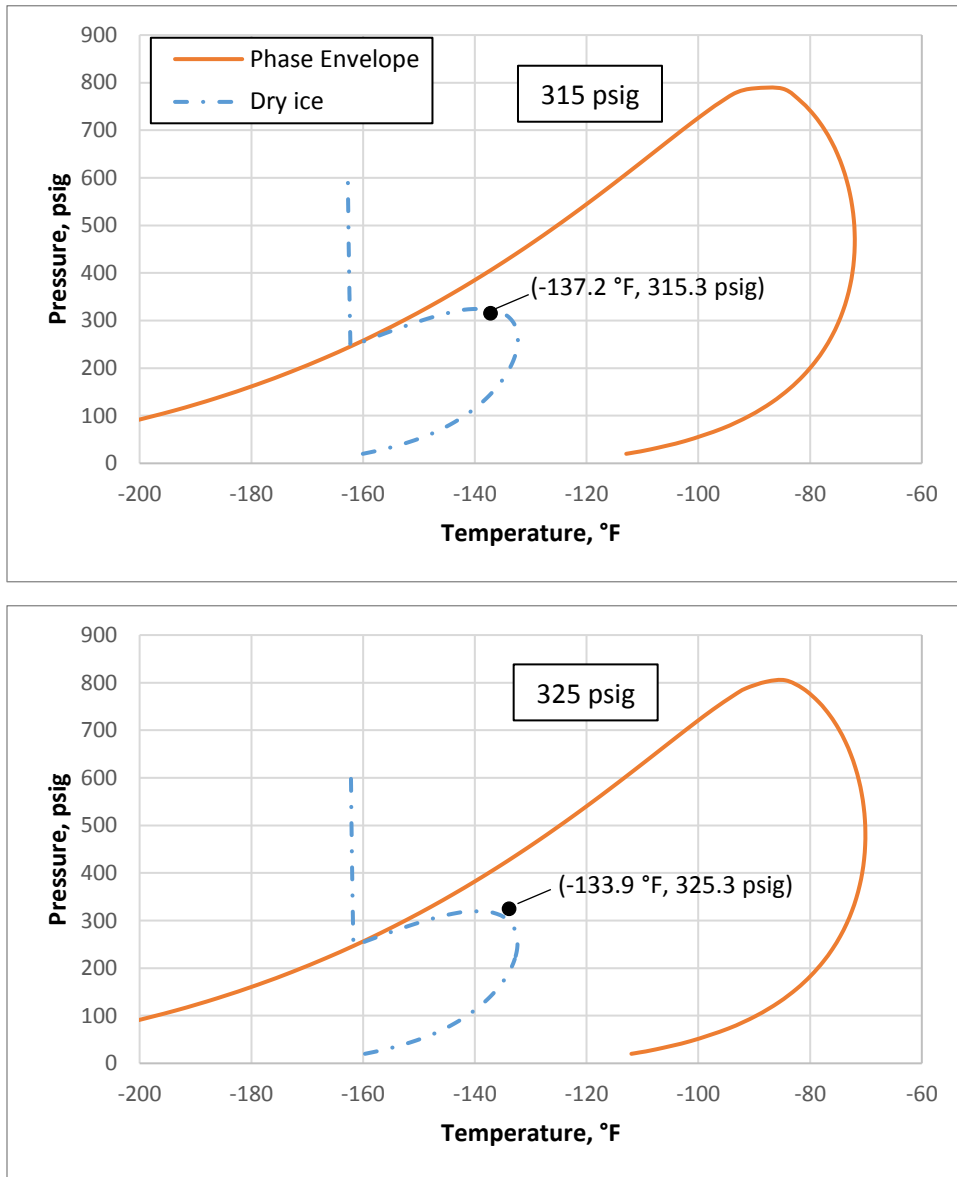 900
800
700
600
500
400
300
200
100
0
Pressure, psig
Phase Envelope
Dry ice
315 psig
(-137.2 °F, 315.3 psig)
-200 -180 -160 -140 -120 -100 -80 -60
Temperature, °F
900
800
700
600
500
400
300
200
100
0
Pressure, psig
325 psig
(-133.9 °F, 325.3 psig)
-200 -180 -160 -140 -120 -100 -80 -60
Temperature, °F